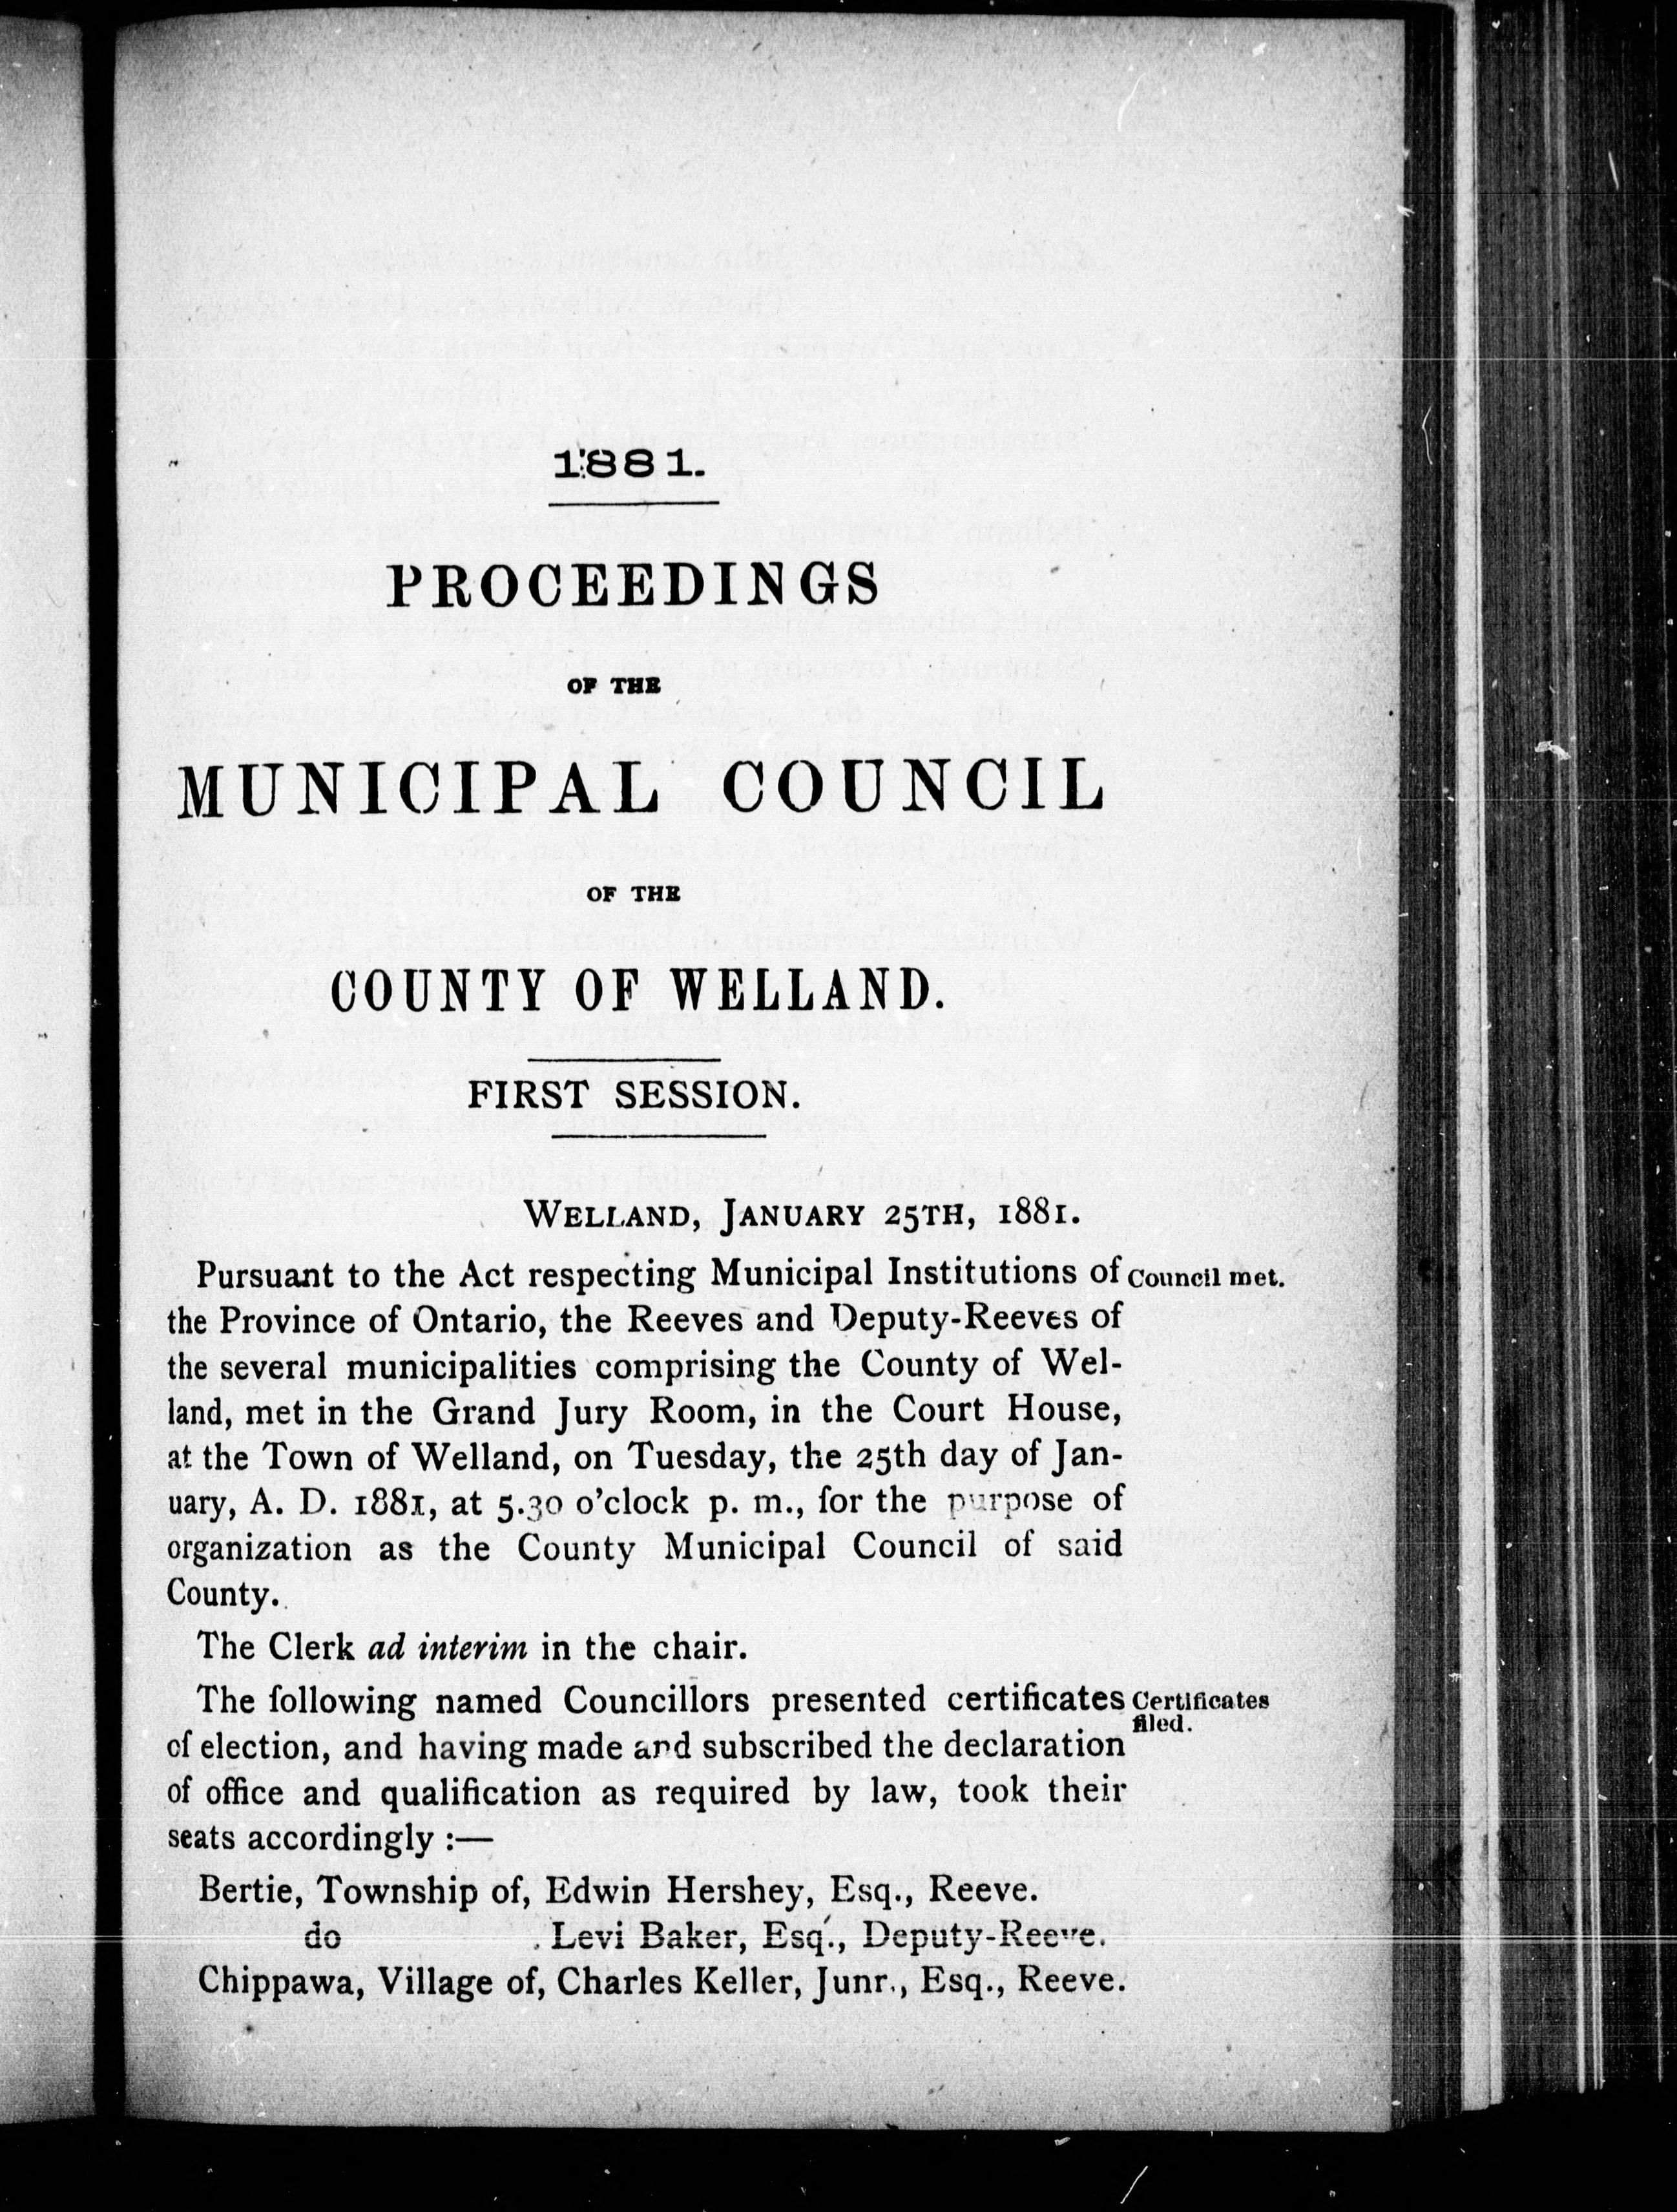 1881.
PROCEEDINGS
OF THE
MUNICIPAL COUNCIL
OF THE
COUNTY OF WELLAND.
FIRST SESSION.
WELLAND, JANUARY 25TH, 1881.
Pursuant to the Act respecting Municipal Institutions of Council met.
the Province of Ontario, the Reeves and Deputy-Reeves of
the several municipalities comprising the County of Wel-
land, met in the Grand Jury Room, in the Court House,
at the Town of Welland, on Tuesday, the 25th day of Jan-
uary, A. D. 1881, at 5.30 o'clock p. m., for the purpose of
organization as the County Municipal Council of said
County.
The Clerk ad interim in the chair.
The following named Councillors presented certificates Certificates
filed.
of election, and having made and subscribed the declaration
of office and qualification as required by law, took their
seats accordingly :—
Bertie, Township of, Edwin Hershey, Esq., Reeve.
do Levi Baker, Esq., Deputy-Reeve.
Chippawa, Village of, Charles Keller, Junr., Esq., Reeve.